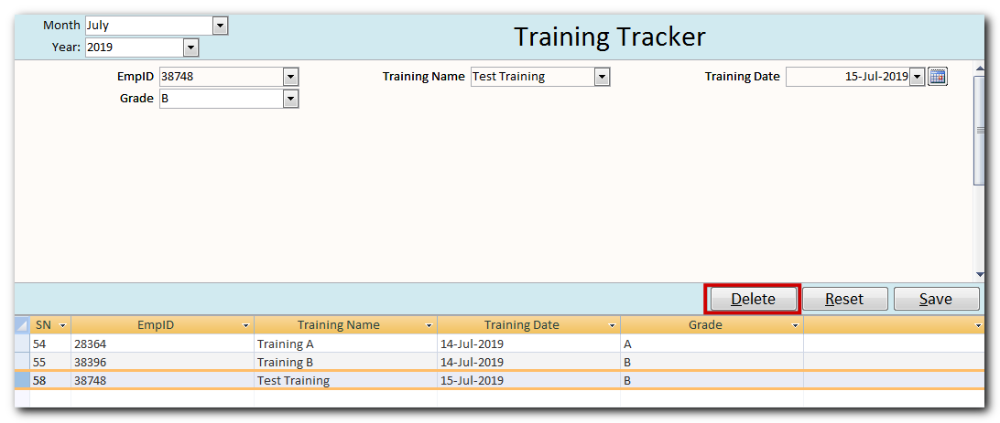 Month July
Training Tracker
Year: 2019
EmpID 38748 Training Name Test Training Training Date 15-Jul-2019
Grade B
Delete Reset Save
SN EmpID Training Name Training Date Grade
54 28364 Training A 14-Jul-2019 A
55 38396 Training B 14-Jul-2019 B
58 38748 Test Training 15-Jul-2019 B